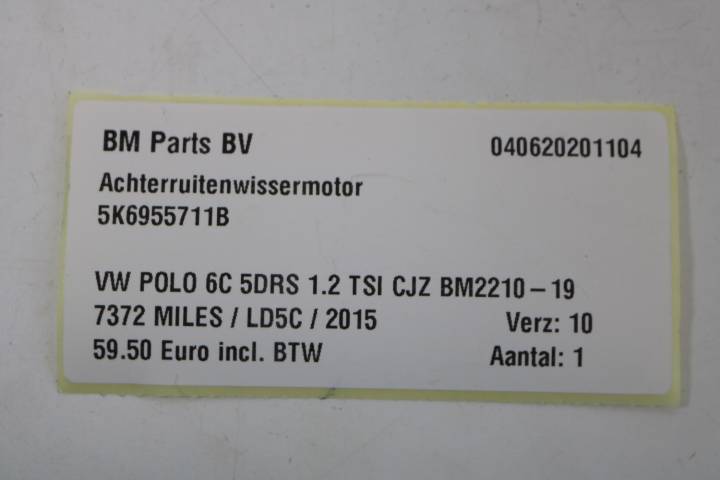 BM Parts BV 040620201104
Achterruitenwissermotor
5K6955711B
VW POLO 6C 5DRS 1.2 TSI CJZ BM2210-19
7372 MILES / LD5C / 2015 Verz: 10
59.50 Euro incl. BTW Aantal: 1